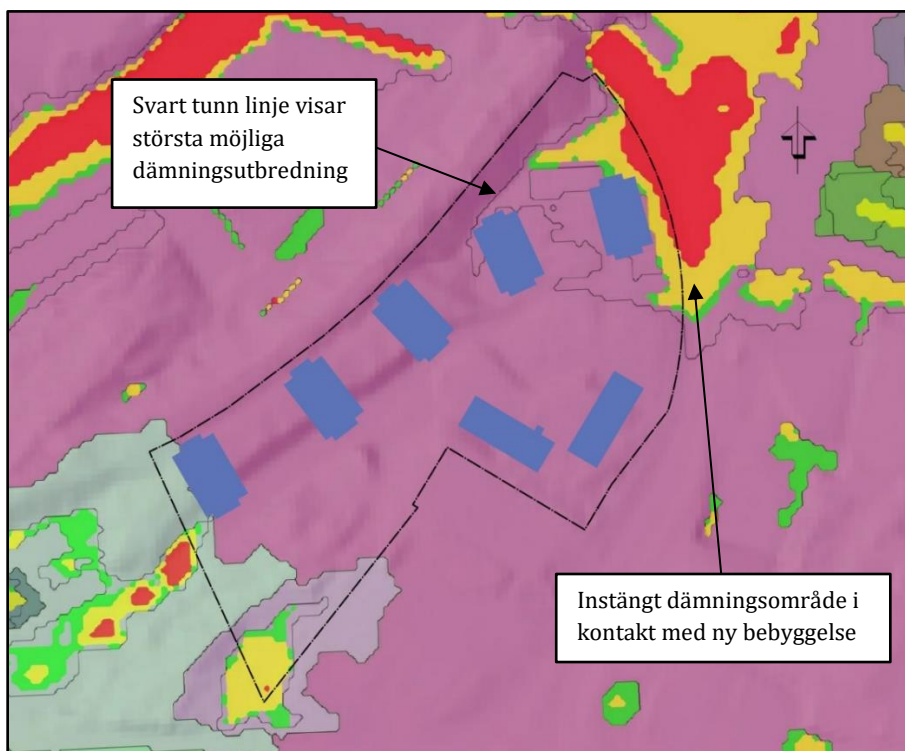 Svart tunn linje visar
största möjliga
dämningsutbredning
Instängt dämningsområde i
kontakt med ny bebyggelse